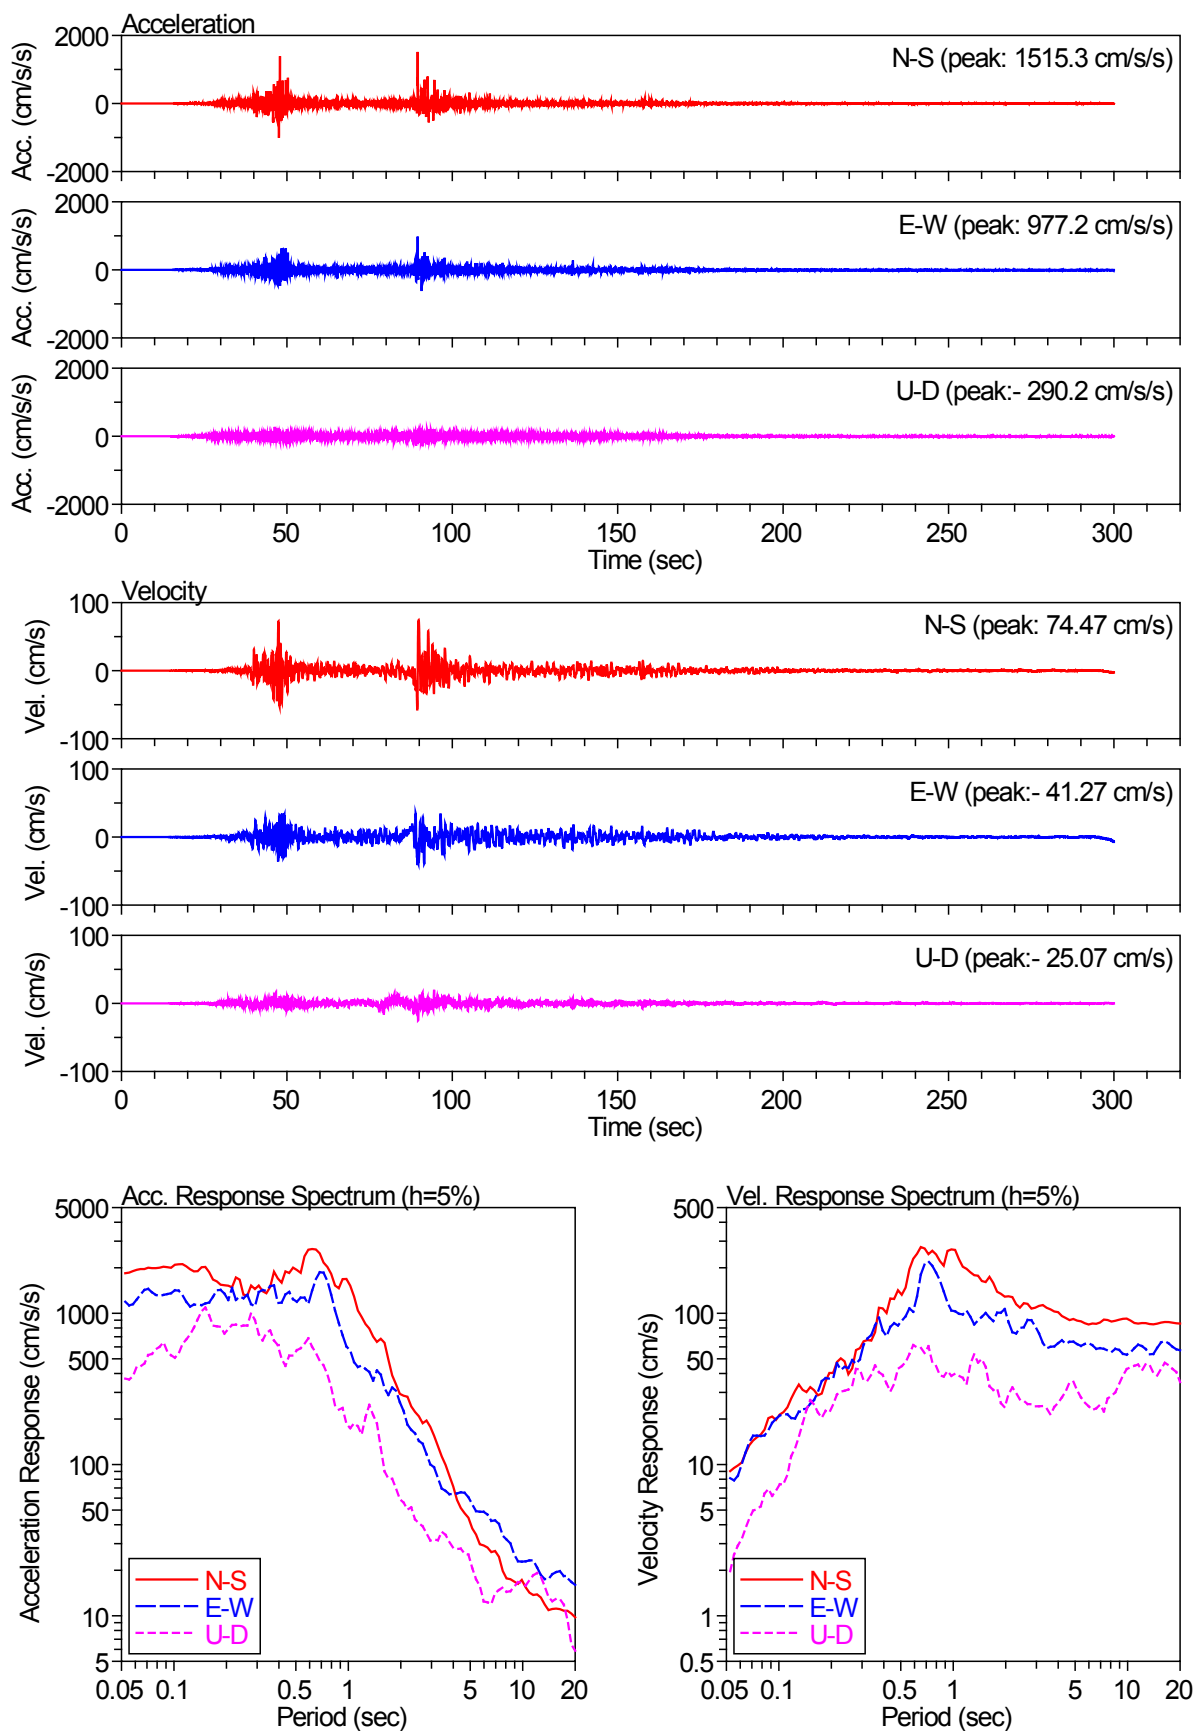 Acceleration
2000
0
-2000
Acc. (cm/s/s)
N-S (peak: 1515.3 cm/s/s)
2000
0
-2000
Acc. (cm/s/s)
E-W (peak: 977.2 cm/s/s)
2000
0
-2000
Acc. (cm/s/s)
U-D (peak:- 290.2 cm/s/s)
0 50 100 150 200 250 300
Time (sec)
Velocity
100
0
-100
Vel. (cm/s)
N-S (peak: 74.47 cm/s)
100
0
-100
Vel. (cm/s)
E-W (peak:- 41.27 cm/s)
100
0
-100
Vel. (cm/s)
U-D (peak:- 25.07 cm/s)
0 50 100 150 200 250 300
Time (sec)
Acc. Response Spectrum (h=5%)
5000
1000
500
100
50
10
5
Acceleration Response (cm/s/s)
N-S
E-W
U-D
0.05 0.1 0.5 1 5 10 20
Period (sec)
Vel. Response Spectrum (h=5%)
500
100
50
10
5
1
0.5
Velocity Response (cm/s)
N-S
E-W
U-D
0.05 0.1 0.5 1 5 10 20
Period (sec)